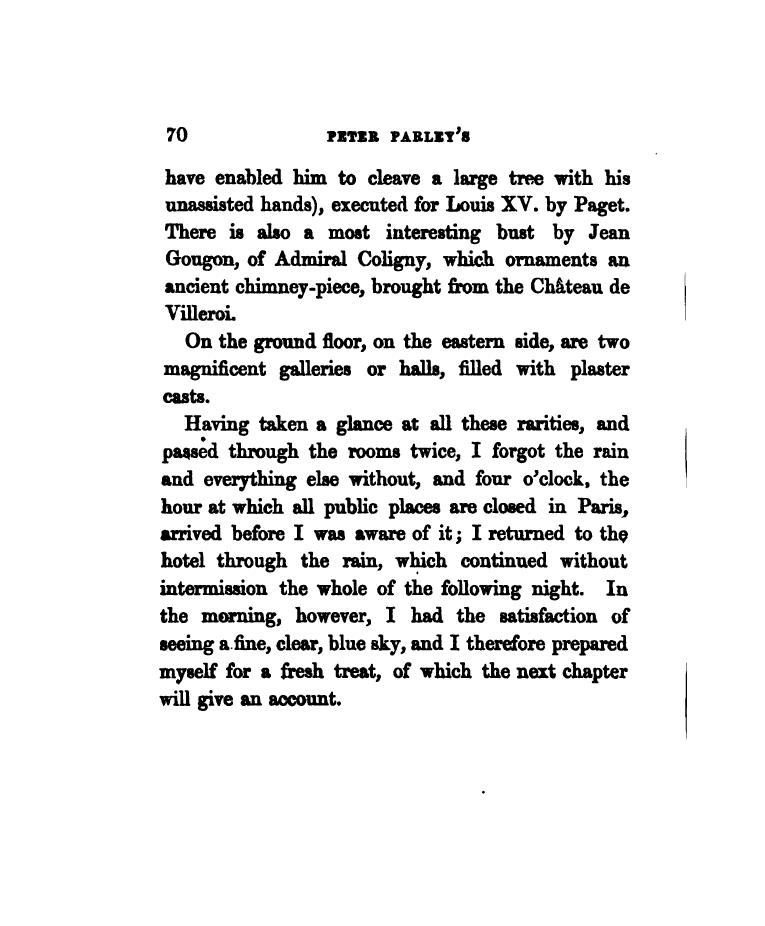 70 PETER PARLEY'S
have enabled him to cleave a large tree with his
unassisted hands), executed for Louis XV. by Paget.
There is also a most interesting bust by Jean
Gougon, of Admiral Coligny, which ornaments an
ancient chimney-piece, brought from the Château de
Villeroi.
On the ground floor, on the eastern side, are two
magnificent galleries or halls, filled with plaster
casts.
Having taken a glance at all these rarities, and
passed through the rooms twice, I forgot the rain
and everything else without, and four o'clock, the
hour at which all public places are closed in Paris,
arrived before I was aware of it; I returned to the
hotel through the rain, which continued without
intermission the whole of the following night. In
the morning, however, I had the satisfaction of
seeing a fine, clear, blue sky, and I therefore prepared
myself for a fresh treat, of which the next chapter
will give an account.